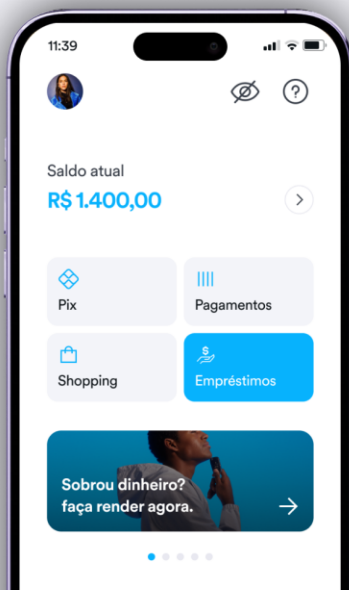 11:39
Saldo atual
R$ 1.400,00
Pix
Pagamentos
Shopping
Empréstimos
Sobrou dinheiro?
faça render agora.